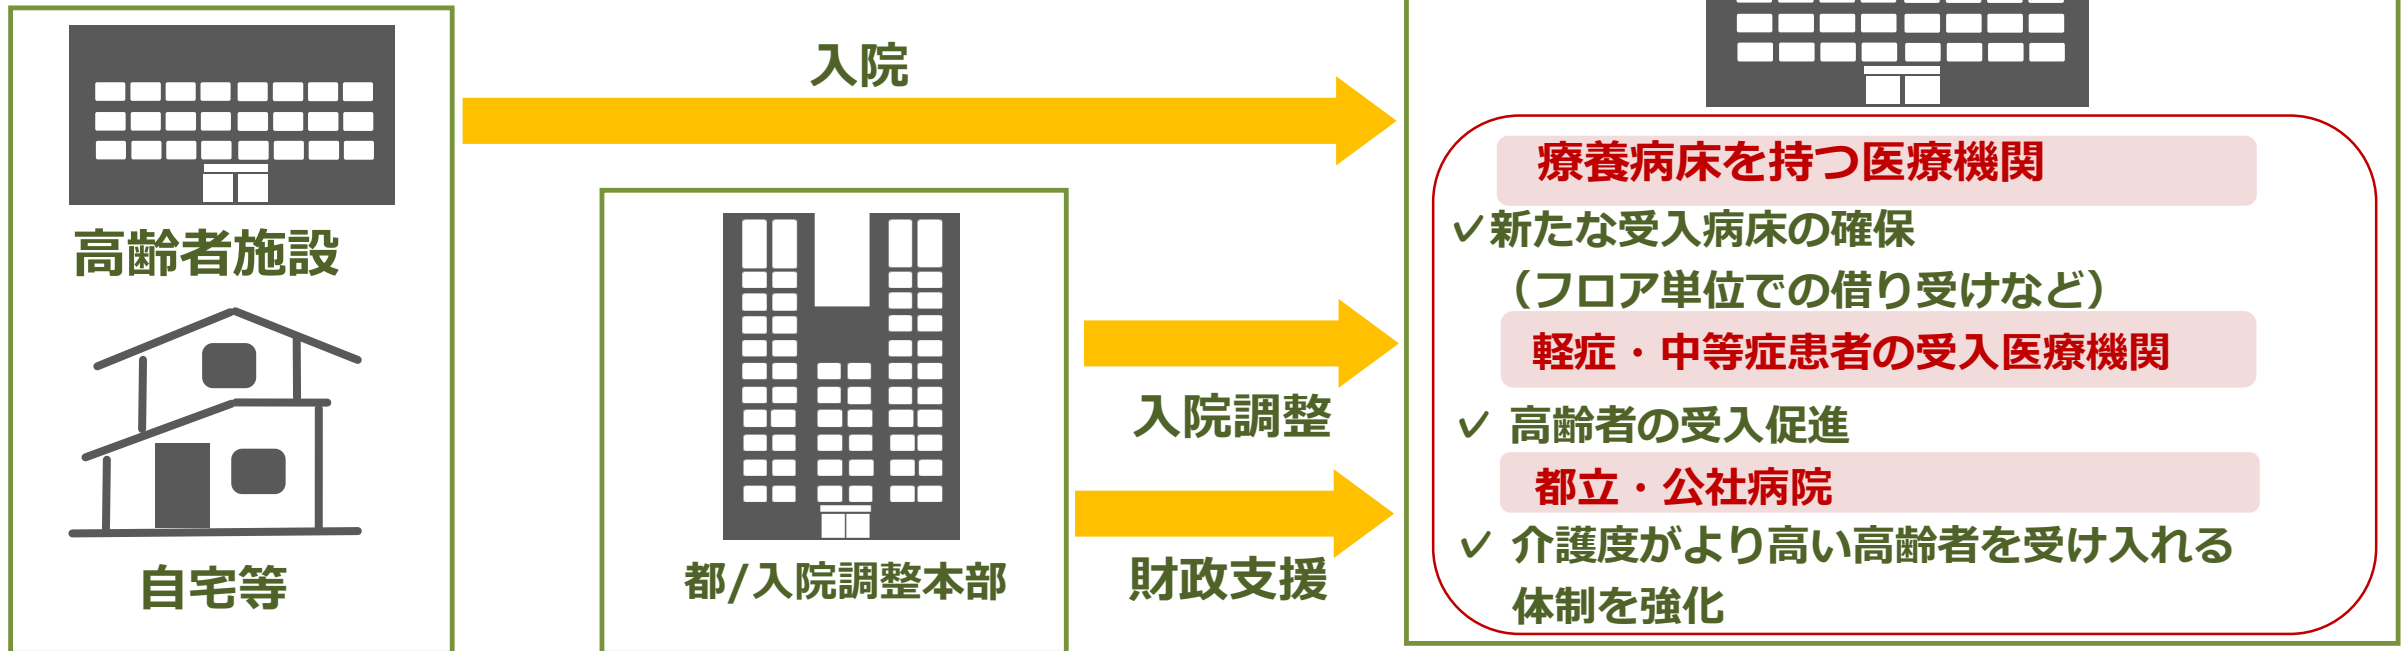 高齢者施設
自宅等
入院
都/入院調整本部
入院調整
財政支援
療養病床を持つ医療機関
✓新たな受入病床の確保
（フロア単位での借り受けなど）
軽症・中等症患者の受入医療機関
✓ 高齢者の受入促進
都立・公社病院
✓ 介護度がより高い高齢者を受け入れる
体制を強化